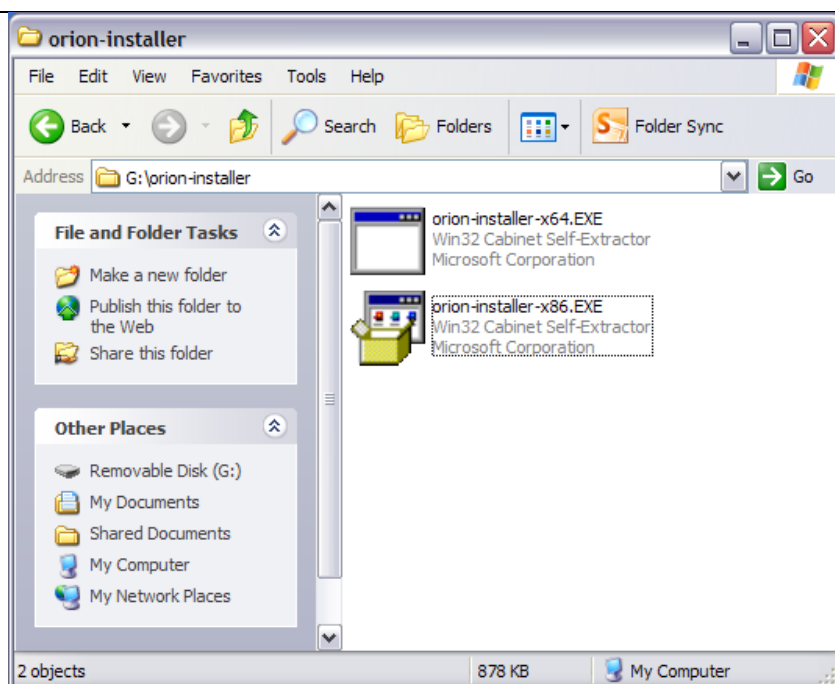 orion-installer
File Edit View Favorites Tools Help
Back Search Folders Folder Sync
Address G:\orion-installer Go
File and Folder Tasks
Make a new folder
Publish this folder to
the Web
Share this folder
Other Places
Removable Disk (G:)
My Documents
Shared Documents
My Computer
My Network Places
orion-installer-x64.EXE
Win32 Cabinet Self-Extractor
Microsoft Corporation
orion-installer-x86.EXE
Win32 Cabinet Self-Extractor
Microsoft Corporation
2 objects 878 KB My Computer